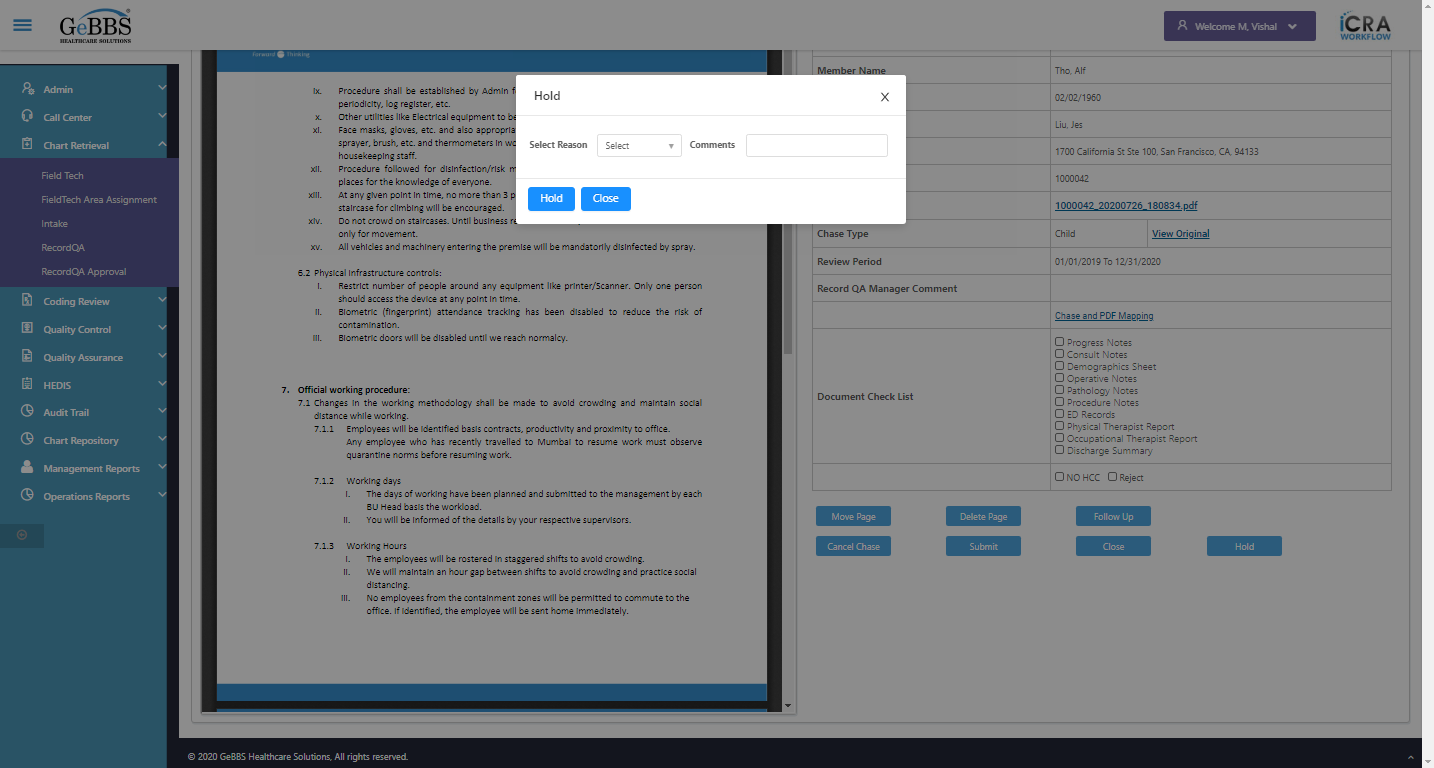 GeBBS
HEALTHCARE SOLUTIONS
Welcome M, Vishal
iCRA
WORKFLOW
Admin
Call Center
Chart Retrieval
Field Tech
FieldTech Area Assignment
Intake
RecordQA
RecordQA Approval
Coding Review
Quality Control
Quality Assurance
HEDIS
Audit Trail
Chart Repository
Management Reports
Operations Reports
Forward Thinking
ix. Procedure shall be established by Admin f
periodicity, log register, etc.
x. Other utilities like Electrical equipment to be
xi. Face masks, gloves, etc. and also appropria
sprayer, brush, etc. and thermometers in wo
housekeeping staff.
xii. Procedure followed for disinfection/risk m
places for the knowledge of everyone.
xiii. At any given point in time, no more than 3 p
staircase for climbing will be encouraged.
xiv. Do not crowd on staircases. Until business re
only for movement.
xv. All vehicles and machinery entering the premise will be mandatorily disinfected by spray.
6.2 Physical infrastructure controls:
i. Restrict number of people around any equipment like printer/Scanner. Only one person
should access the device at any point in time.
ii. Biometric (fingerprint) attendance tracking has been disabled to reduce the risk of
contamination.
iii. Biometric doors will be disabled until we reach normalcy.
7. Official working procedure:
7.1 Changes in the working methodology shall be made to avoid crowding and maintain social
distance while working.
7.1.1 Employees will be identified basis contracts, productivity and proximity to office.
Any employee who has recently travelled to Mumbai to resume work must observe
quarantine norms before resuming work.
7.1.2 Working days
i. The days of working have been planned and submitted to the management by each
BU Head basis the workload.
ii. You will be informed of the details by your respective supervisors.
7.1.3 Working Hours
i. The employees will be rostered in staggered shifts to avoid crowding.
ii. We will maintain an hour gap between shifts to avoid crowding and practice social
distancing.
iii. No employees from the containment zones will be permitted to commute to the
office. If identified, the employee will be sent home immediately.
Hold
X
Select Reason Select Comments
Hold Close
Member Name Tho, Alf
02/02/1960
Liu, Jes
1700 California St Ste 100, San Francisco, CA, 94133
1000042
1000042_20200726_180834.pdf
Chase Type Child View Original
Review Period 01/01/2019 To 12/31/2020
Record QA Manager Comment
Chase and PDF Mapping
Document Check List
Progress Notes
Consult Notes
Demographics Sheet
Operative Notes
Pathology Notes
Procedure Notes
ED Records
Physical Therapist Report
Occupational Therapist Report
Discharge Summary
NO HCC Reject
Move Page Delete Page Follow Up
Cancel Chase Submit Close Hold
© 2020 GeBBS Healthcare Solutions, All rights reserved.